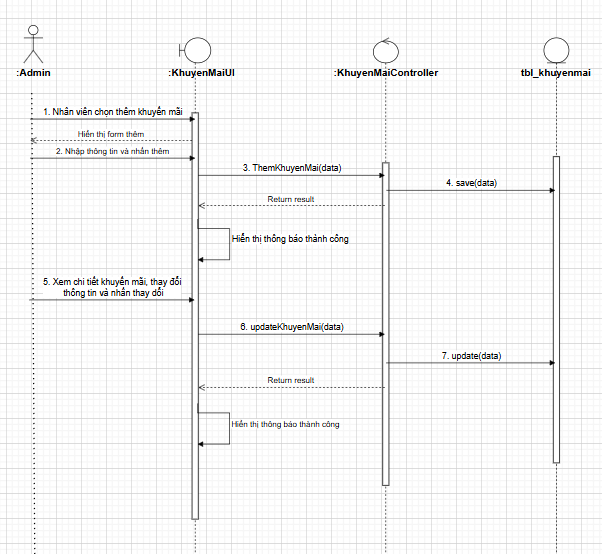 :Admin
:KhuyenMaiUI
:KhuyenMaiController
tbl_khuyenmai
1. Nhân viên chọn thêm khuyến mãi
Hiển thị form thêm
2. Nhập thông tin và nhấn thêm
3. ThemKhuyenMai(data)
4. save(data)
Return result
Hiển thị thông báo thành công
5. Xem chi tiết khuyến mãi, thay đổi
thông tin và nhấn thay đổi
6. updateKhuyenMai(data)
7. update(data)
Return result
Hiển thị thông báo thành công